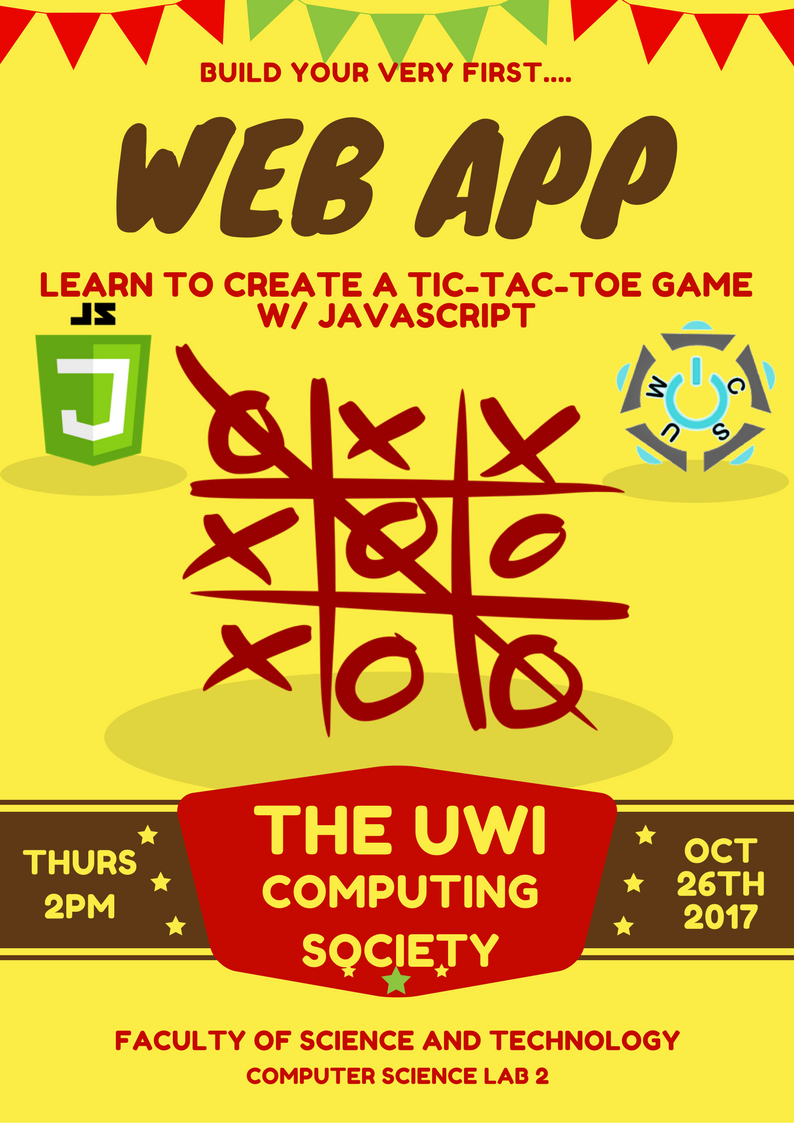 BUILD YOUR VERY FIRST....
WEB APP
LEARN TO CREATE A TIC-TAC-TOE GAME
W/ JAVASCRIPT
JS
J
M C
U S
O X X
X O O
X O O
THE UWI
COMPUTING
SOCIETY
THURS
2PM
OCT
26TH
2017
FACULTY OF SCIENCE AND TECHNOLOGY
COMPUTER SCIENCE LAB 2